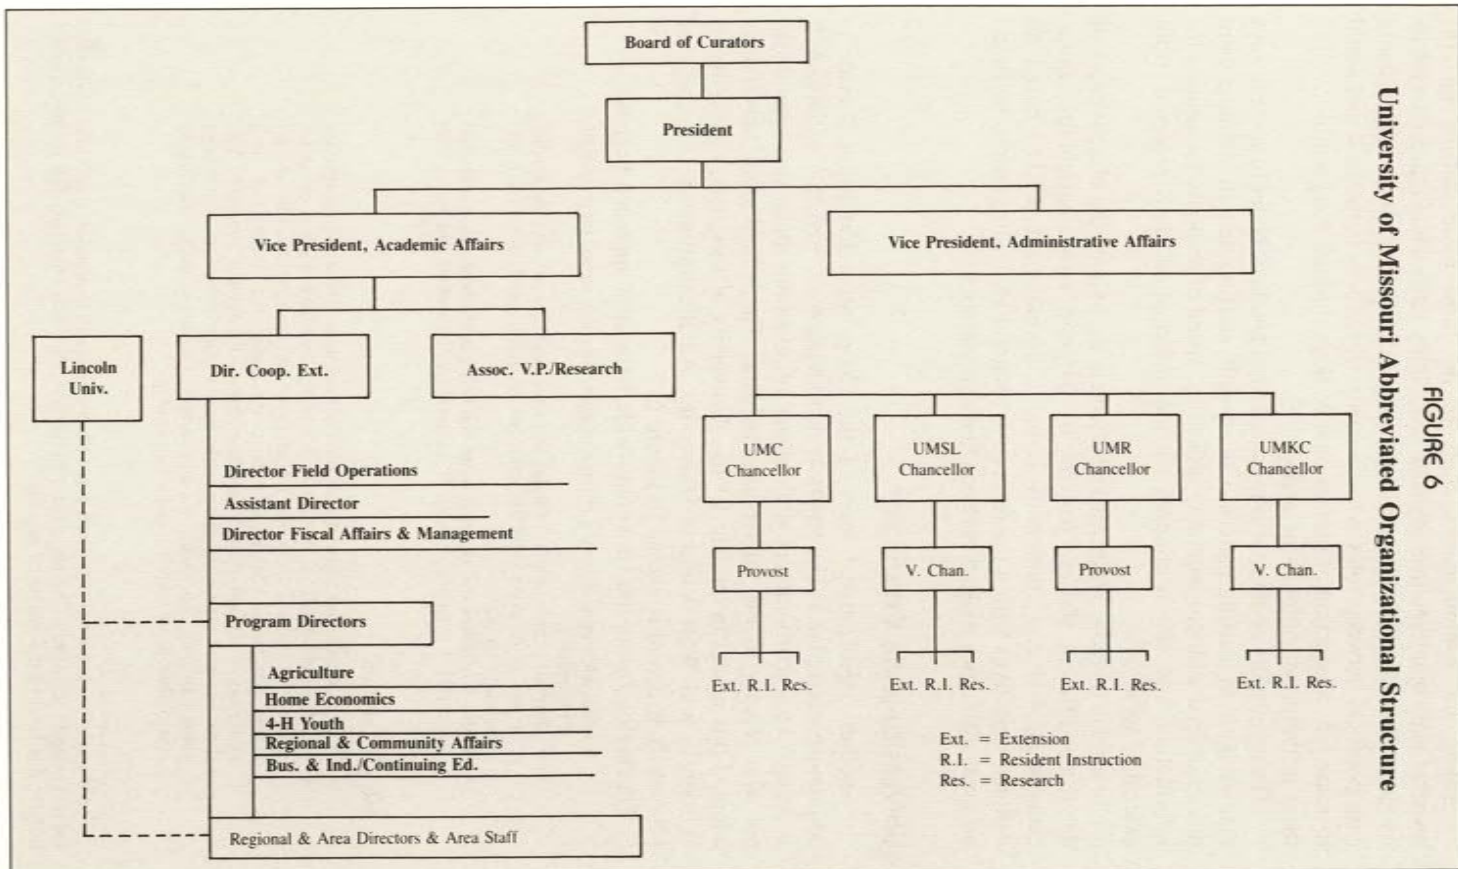 FIGURE 6
University of Missouri Abbreviated Organizational Structure
Board of Curators
President
Vice President, Academic Affairs
Vice President, Administrative Affairs
Lincoln
Univ.
Dir. Coop. Ext.
Assoc. V.P./Research
Director Field Operations
Assistant Director
Director Fiscal Affairs & Management
Program Directors
Agriculture
Home Economics
4-H Youth
Regional & Community Affairs
Bus. & Ind./Continuing Ed.
Regional & Area Directors & Area Staff
UMC
Chancellor
UMSL
Chancellor
UMR
Chancellor
UMKC
Chancellor
Provost
V. Chan.
Provost
V. Chan.
Ext. R.I. Res.
Ext. R.I. Res.
Ext. R.I. Res.
Ext. R.I. Res.
Ext. = Extension
R.I. = Resident Instruction
Res. = Research